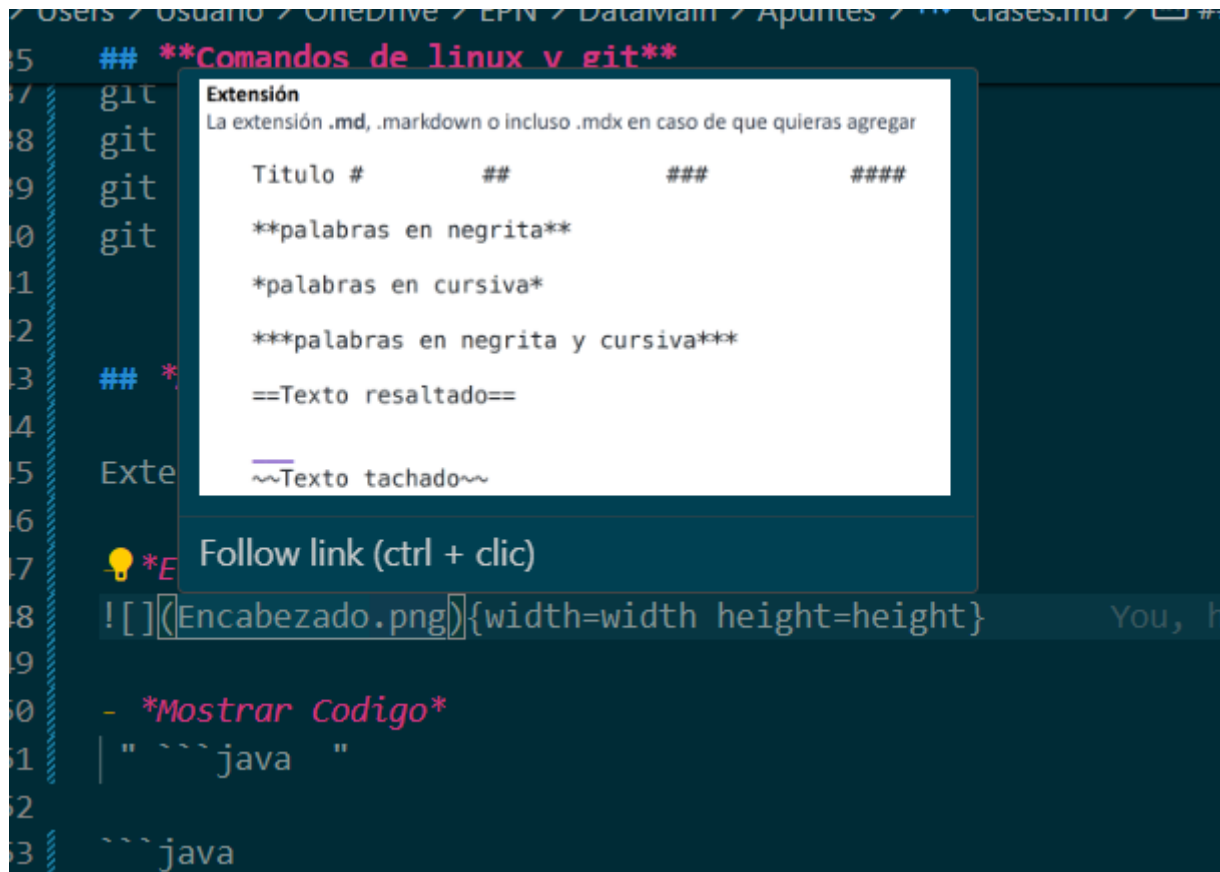 Users > Usuario > OneDrive > EPN > DataMain > Apuntes > clases.md > #
35 ## **Comandos de linux y git**
37 git
38 git
39 git
40 git
41
42
43 ## *
44
45 Exte
46
47 - *E
48 ![](Encabezado.png){width=width height=height} You, h
49
50 - *Mostrar Codigo*
51 " ```java "
52
53 ```java
Extensión
La extensión .md, .markdown o incluso .mdx en caso de que quieras agregar
Titulo # ## ### ####
**palabras en negrita**
*palabras en cursiva*
***palabras en negrita y cursiva***
==Texto resaltado==
~~Texto tachado~~
Follow link (ctrl + clic)